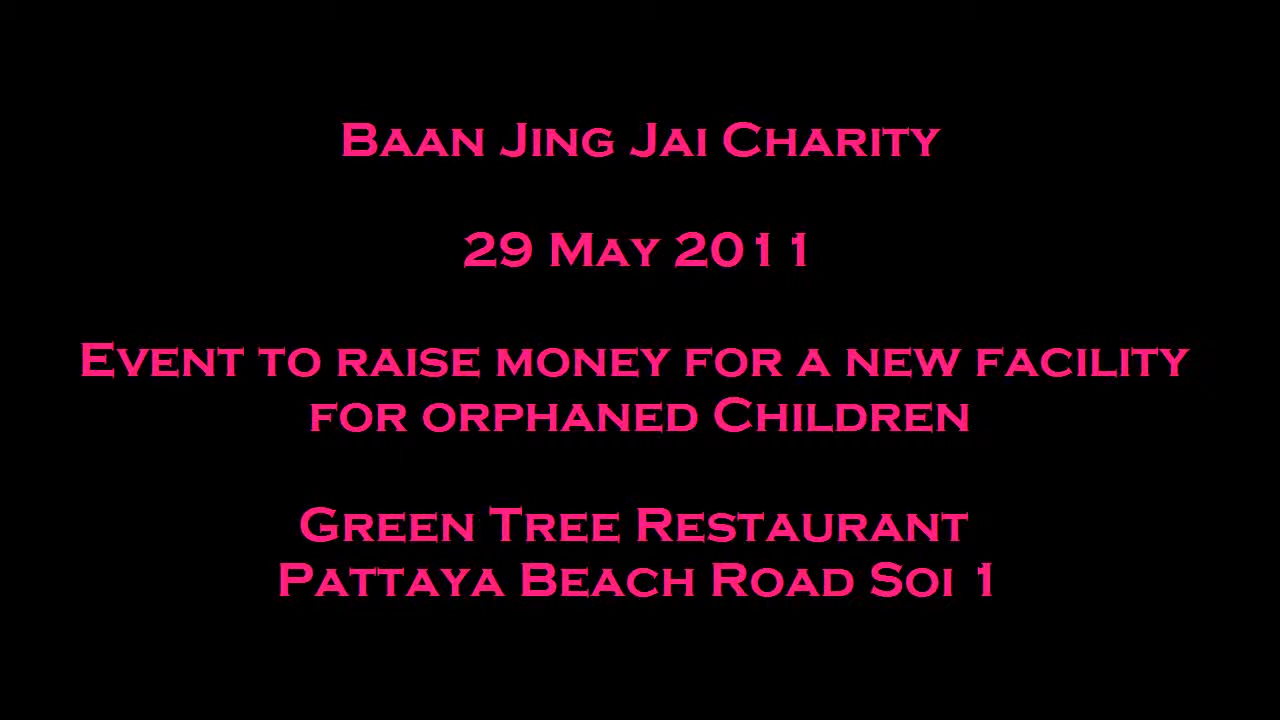 Baan Jing Jai Charity
29 May 2011
Event to raise money for a new facility
for orphaned Children
Green Tree Restaurant
Pattaya Beach Road Soi 1